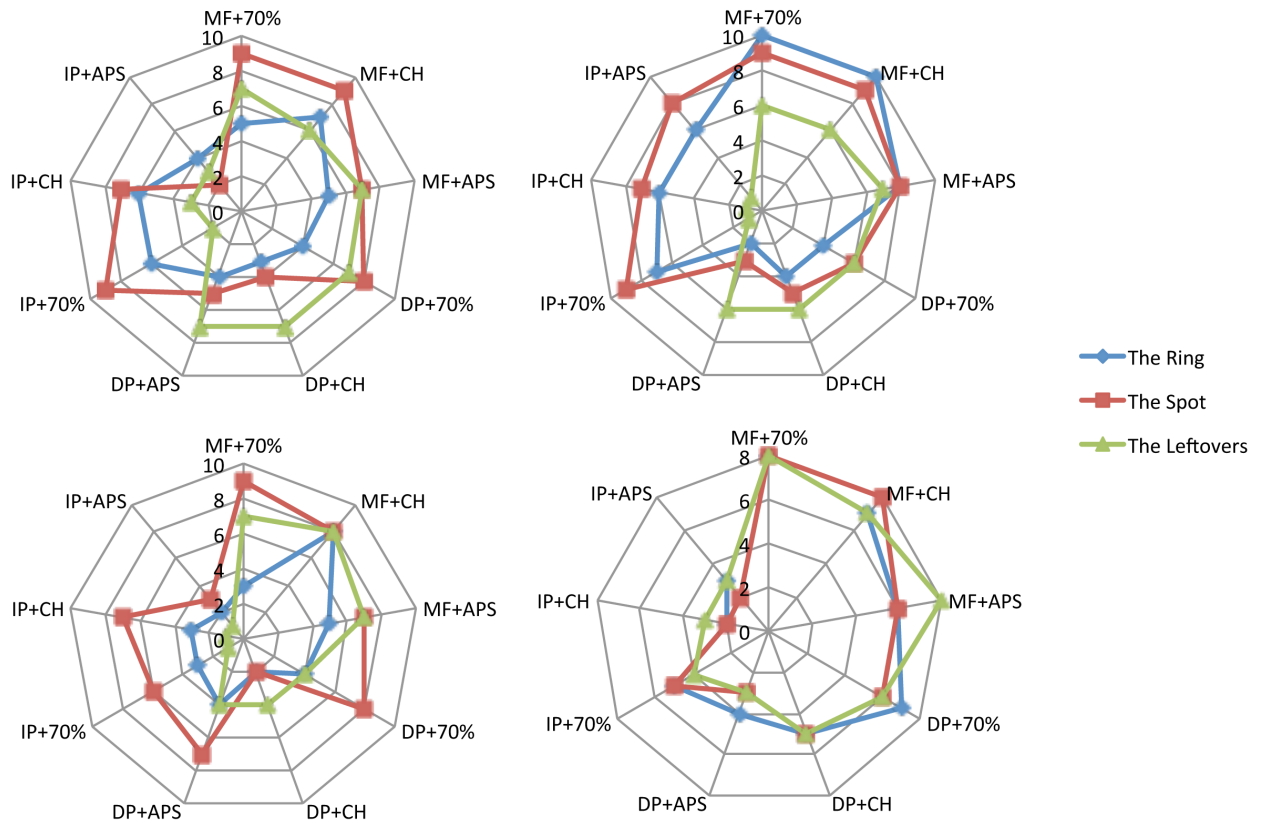 MF+70%
10
8
6
4
2
0
MF+CH
MF+APS
DP+70%
DP+CH
DP+APS
IP+70%
IP+CH
IP+APS
MF+70%
10
8
6
4
2
0
MF+CH
MF+APS
DP+70%
DP+CH
DP+APS
IP+70%
IP+CH
IP+APS
The Ring
The Spot
The Leftovers
MF+70%
10
8
6
4
2
0
MF+CH
MF+APS
DP+70%
DP+CH
DP+APS
IP+70%
IP+CH
IP+APS
MF+70%
8
6
4
2
0
MF+CH
MF+APS
DP+70%
DP+CH
DP+APS
IP+70%
IP+CH
IP+APS